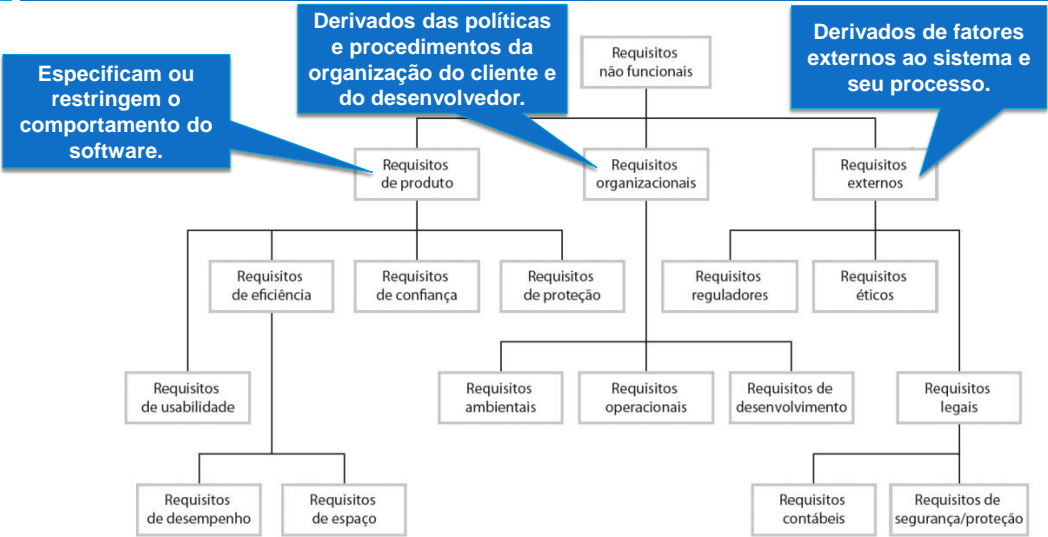 Especificam ou
restringem o
comportamento do
software.
Derivados das políticas
e procedimentos da
organização do cliente e
do desenvolvedor.
Requisitos
não funcionais
Derivados de fatores
externos ao sistema e
seu processo.
Requisitos
de produto
Requisitos
organizacionais
Requisitos
externos
Requisitos
de eficiência
Requisitos
de confiança
Requisitos
de proteção
Requisitos
reguladores
Requisitos
éticos
Requisitos
de usabilidade
Requisitos
ambientais
Requisitos
operacionais
Requisitos de
desenvolvimento
Requisitos
legais
Requisitos
de desempenho
Requisitos
de espaço
Requisitos
contábeis
Requisitos de
segurança/proteção